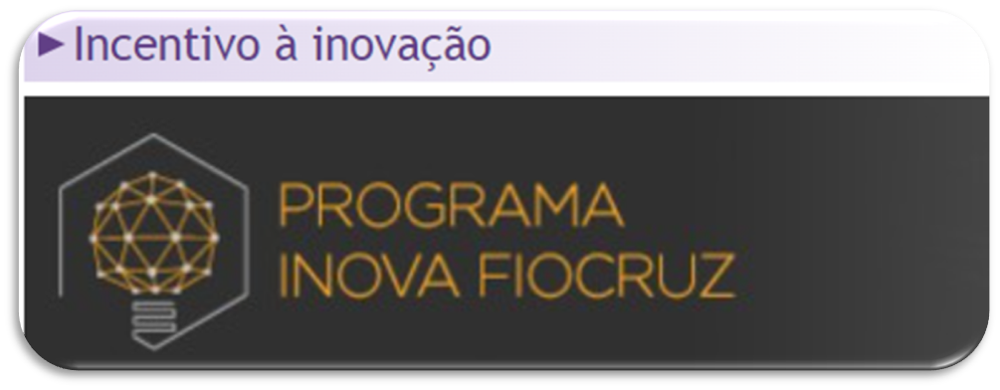 Incentivo à inovação
PROGRAMA
INOVA FIOCRUZ